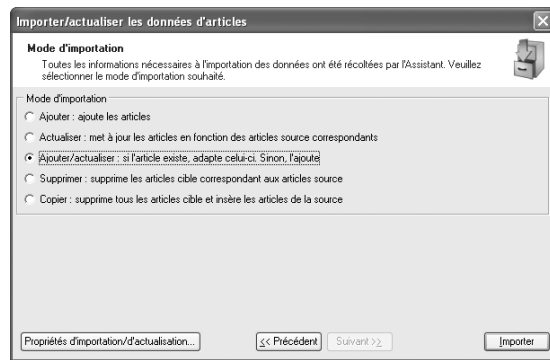 Importer/actualiser les données d'articles
Mode d'importation
Toutes les informations nécessaires à l'importation des données ont été récoltées par l'Assistant. Veuillez
sélectionner le mode d'importation souhaité.
Mode d'importation
Ajouter : ajoute les articles
Actualiser : met à jour les articles en fonction des articles source correspondants
Ajouter/actualiser : si l'article existe, adapte celui-ci. Sinon, l'ajoute
Supprimer : supprime les articles cible correspondant aux articles source
Copier : supprime tous les articles cible et insère les articles de la source
Propriétés d'importation/d'actualisation... << Précédent Suivant >> Importer